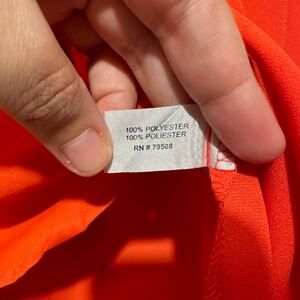 100% POLYESTER
100% POLIESTER
RN # 79508